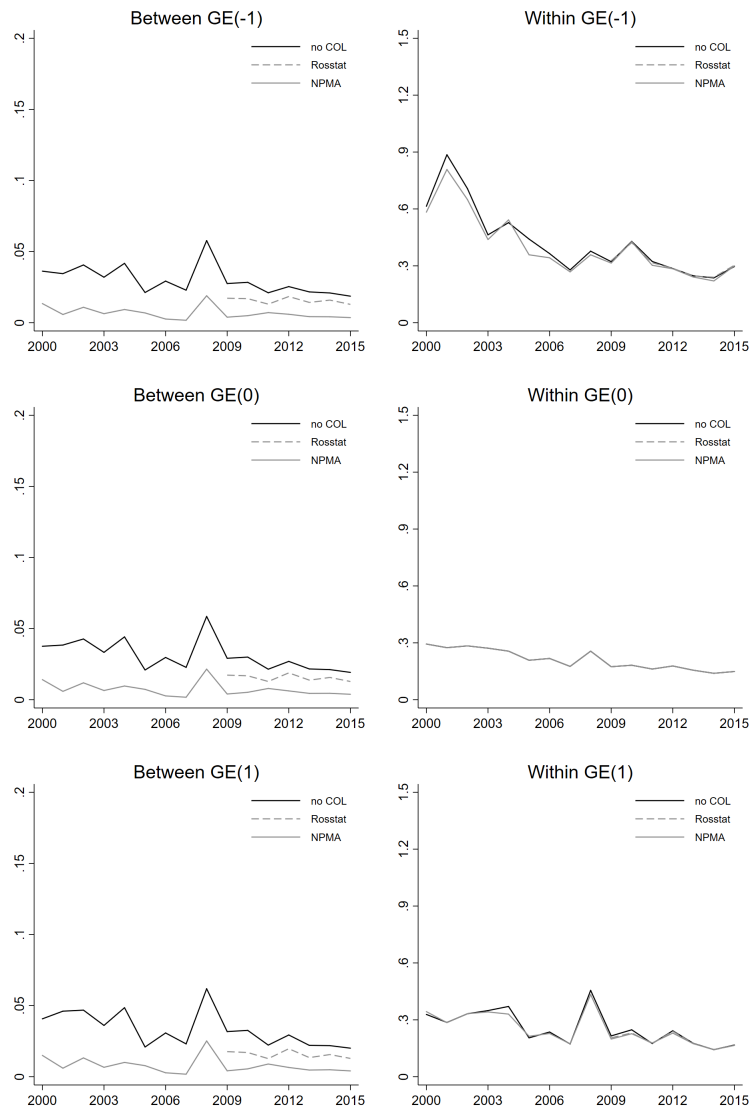 Between GE(-1)
.2
.15
.1
.05
0
no COL
Rosstat
NPMA
2000 2003 2006 2009 2012 2015
Within GE(-1)
1.5
1.2
.9
.6
.3
0
no COL
Rosstat
NPMA
2000 2003 2006 2009 2012 2015
Between GE(0)
.2
.15
.1
.05
0
no COL
Rosstat
NPMA
2000 2003 2006 2009 2012 2015
Within GE(0)
1.5
1.2
.9
.6
.3
0
no COL
Rosstat
NPMA
2000 2003 2006 2009 2012 2015
Between GE(1)
.2
.15
.1
.05
0
no COL
Rosstat
NPMA
2000 2003 2006 2009 2012 2015
Within GE(1)
1.5
1.2
.9
.6
.3
0
no COL
Rosstat
NPMA
2000 2003 2006 2009 2012 2015